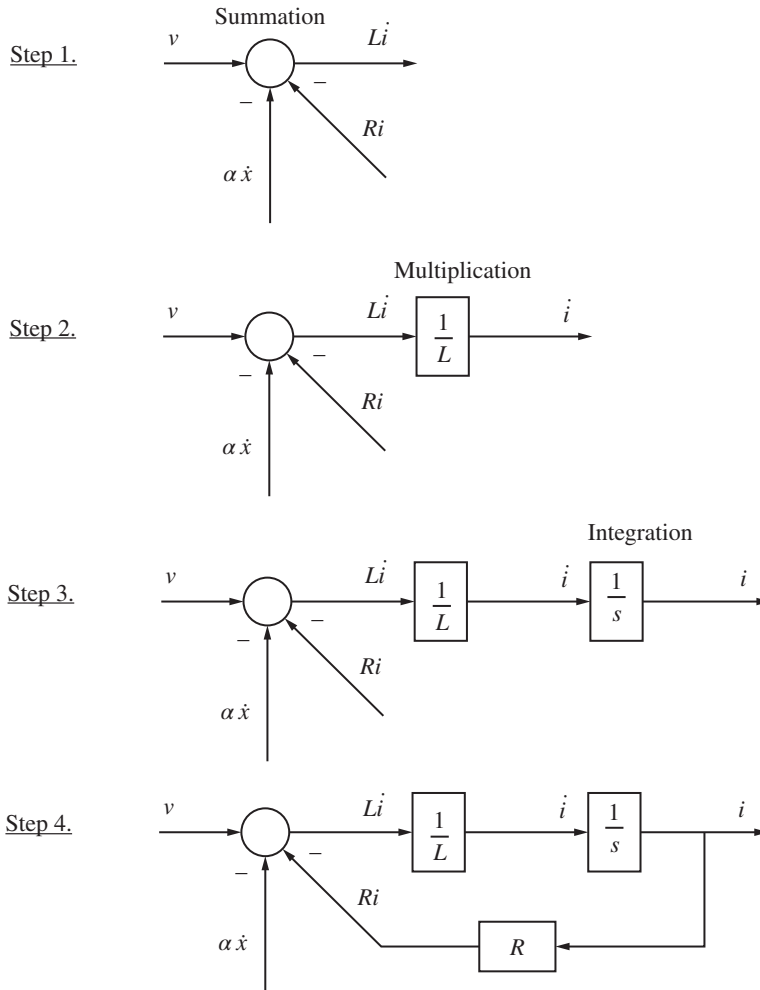 Summation
Step 1.
v
Li̇
–
–
Ri
αẋ
Multiplication
Step 2.
v
Li̇
1/L
i̇
–
–
Ri
αẋ
Integration
Step 3.
v
Li̇
1/L
i̇
1/s
i
–
–
Ri
αẋ
Step 4.
v
Li̇
1/L
i̇
1/s
i
–
–
Ri
αẋ
R